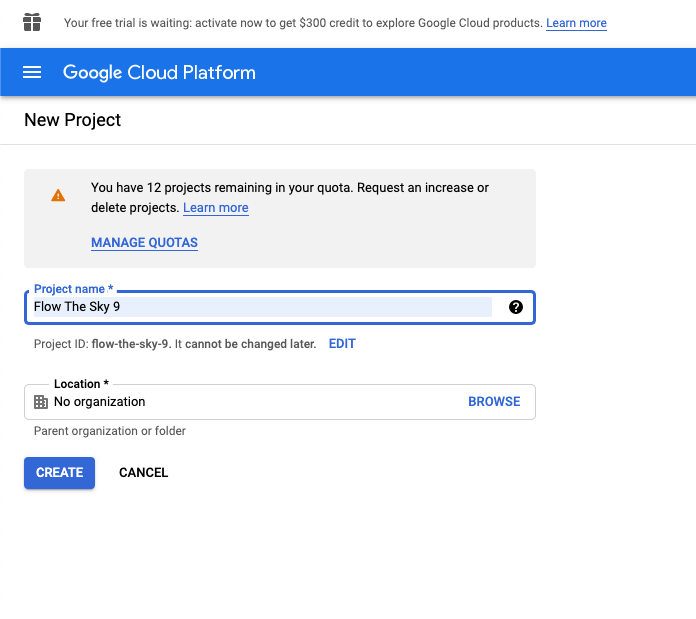 Your free trial is waiting: activate now to get $300 credit to explore Google Cloud products. Learn more
Google Cloud Platform
New Project
You have 12 projects remaining in your quota. Request an increase or
delete projects. Learn more
MANAGE QUOTAS
Project name *
Flow The Sky 9
Project ID: flow-the-sky-9. It cannot be changed later. EDIT
Location *
No organization BROWSE
Parent organization or folder
CREATE CANCEL